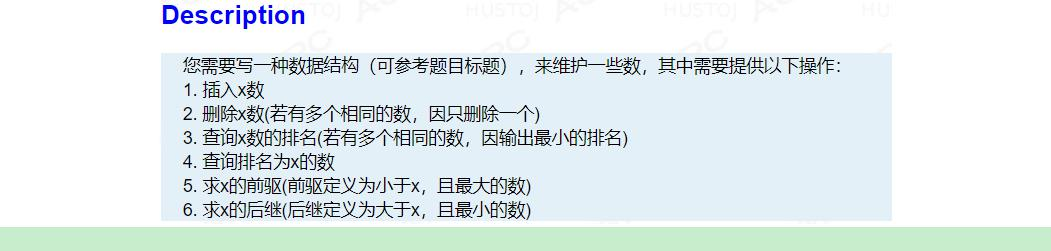 Description
您需要写一种数据结构（可参考题目标题），来维护一些数，其中需要提供以下操作：
1. 插入x数
2. 删除x数(若有多个相同的数，因只删除一个)
3. 查询x数的排名(若有多个相同的数，因输出最小的排名)
4. 查询排名为x的数
5. 求x的前驱(前驱定义为小于x，且最大的数)
6. 求x的后继(后继定义为大于x，且最小的数)